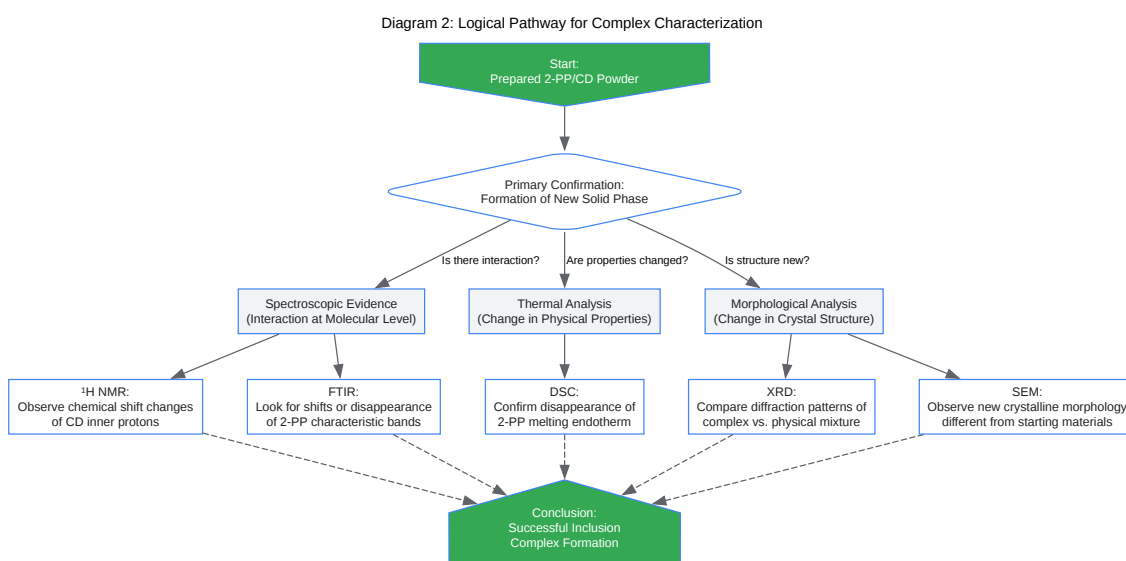 Diagram 2: Logical Pathway for Complex Characterization
Start:
Prepared 2-PP/CD Powder
Primary Confirmation:
Formation of New Solid Phase
Is there interaction?
Are properties changed?
Is structure new?
Spectroscopic Evidence
(Interaction at Molecular Level)
Thermal Analysis
(Change in Physical Properties)
Morphological Analysis
(Change in Crystal Structure)
¹H NMR:
Observe chemical shift changes
of CD inner protons
FTIR:
Look for shifts or disappearance
of 2-PP characteristic bands
DSC:
Confirm disappearance of
2-PP melting endotherm
XRD:
Compare diffraction patterns of
complex vs. physical mixture
SEM:
Observe new crystalline morphology
different from starting materials
Conclusion:
Successful Inclusion
Complex Formation